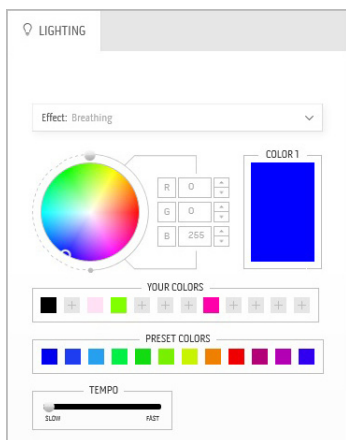 LIGHTING
Effect: Breathing
COLOR 1
R 0
G 0
B 255
YOUR COLORS
PRESET COLORS
TEMPO
SLOW FAST